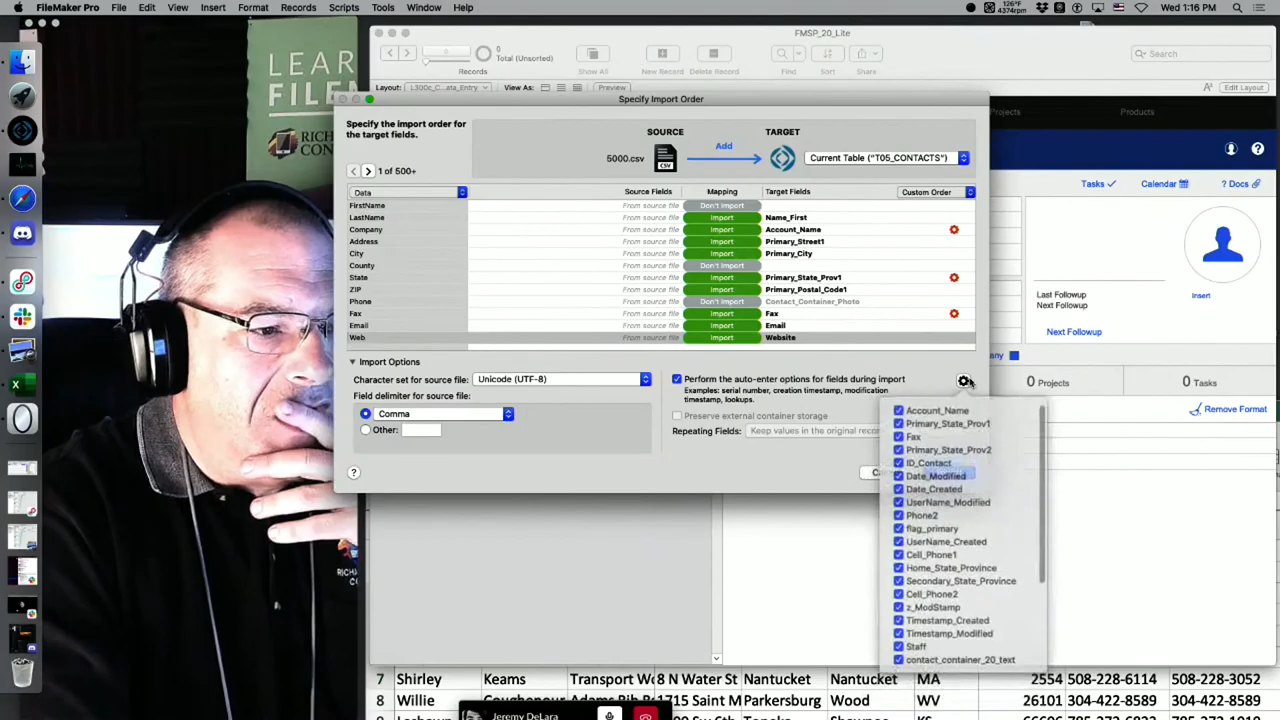 FileMaker Pro File Edit View Insert Format Records Scripts Tools Window Help
126°F
4374rpm
Wed 1:16 PM
LEAR
FILEM
FMSP_20_Lite
0
Total (Unsorted)
Records
Show All
New Record
Delete Record
Find
Sort
Share
Search
Layout:
View As:
Preview
Edit Layout
Specify Import Order
Projects
Products
Specify the import order for
the target fields.
SOURCE
TARGET
5000.csv
CSV
Add
Current Table ("T05_CONTACTS")
1 of 500+
Tasks
Calendar
? Docs
Data
Source Fields
Mapping
Target Fields
Custom Order
FirstName From source file Don't Import
LastName From source file Import Name_First
Company From source file Import Account_Name
Address From source file Import Primary_Street1
City From source file Import Primary_City
County From source file Don't Import
State From source file Import Primary_State_Prov1
ZIP From source file Import Primary_Postal_Code1
Phone From source file Don't Import Contact_Container_Photo
Fax From source file Import Fax
Email From source file Import Email
Web From source file Import Website
Last Followup
Next Followup
Insert
Next Followup
any
0 Projects
0 Tasks
Remove Format
Import Options
Character set for source file: Unicode (UTF-8)
Field delimiter for source file:
Comma
Other:
Perform the auto-enter options for fields during import
Examples: serial number, creation timestamp, modification
timestamp, lookups.
Preserve external container storage
Repeating Fields: Keep values in the original recor
?
Account_Name
Primary_State_Prov1
Fax
Primary_State_Prov2
ID_Contact
Date_Modified
Date_Created
UserName_Modified
Phone2
flag_primary
UserName_Created
Cell_Phone1
Home_State_Province
Secondary_State_Province
Cell_Phone2
z_ModStamp
Timestamp_Created
Timestamp_Modified
Staff
contact_container_20_text
7 Shirley Keams Transport Wo 8 N Water St Nantucket Nantucket MA 2554 508-228-6114 508-228-3052
8 Willie 1715 Saint M Parkersburg Wood WV 26101 304-422-8589 304-422-8589
Jeremy DeLara